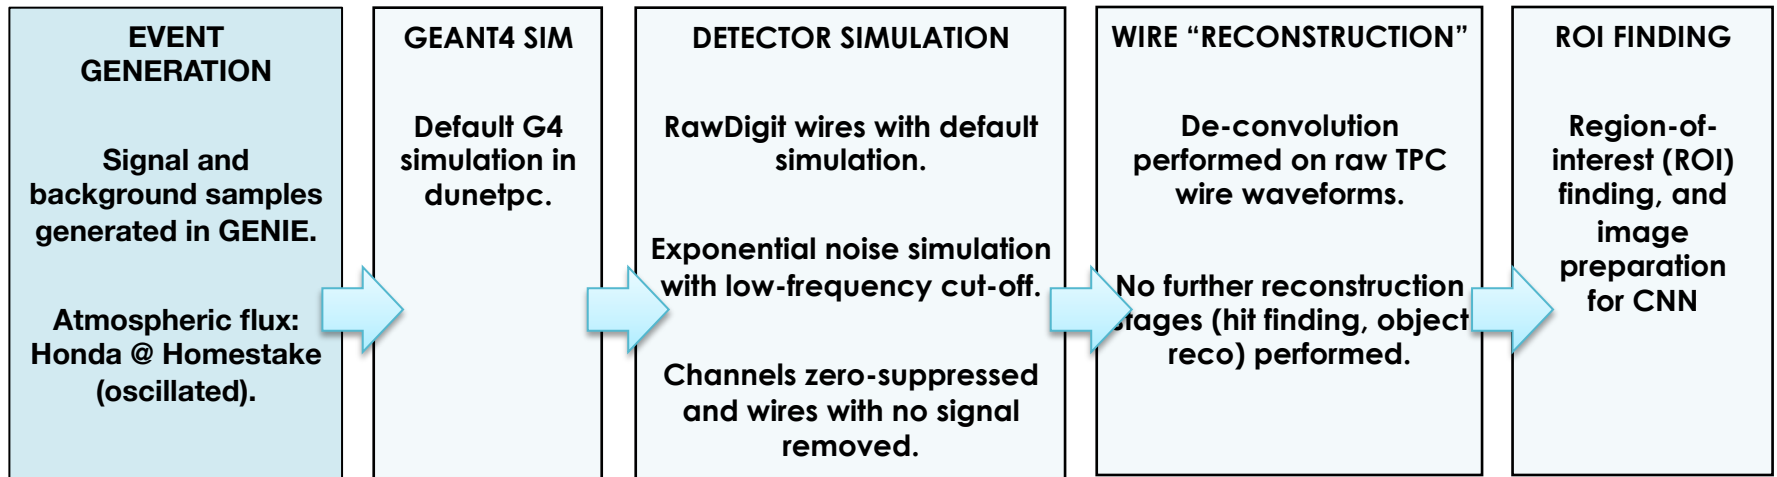 EVENT
GENERATION
Signal and
background samples
generated in GENIE.
Atmospheric flux:
Honda @ Homestake
(oscillated).
GEANT4 SIM
Default G4
simulation in
dunetpc.
DETECTOR SIMULATION
RawDigit wires with default
simulation.
Exponential noise simulation
with low-frequency cut-off.
Channels zero-suppressed
and wires with no signal
removed.
WIRE “RECONSTRUCTION”
De-convolution
performed on raw TPC
wire waveforms.
No further reconstruction
stages (hit finding, object
reco) performed.
ROI FINDING
Region-of-
interest (ROI)
finding, and
image
preparation
for CNN